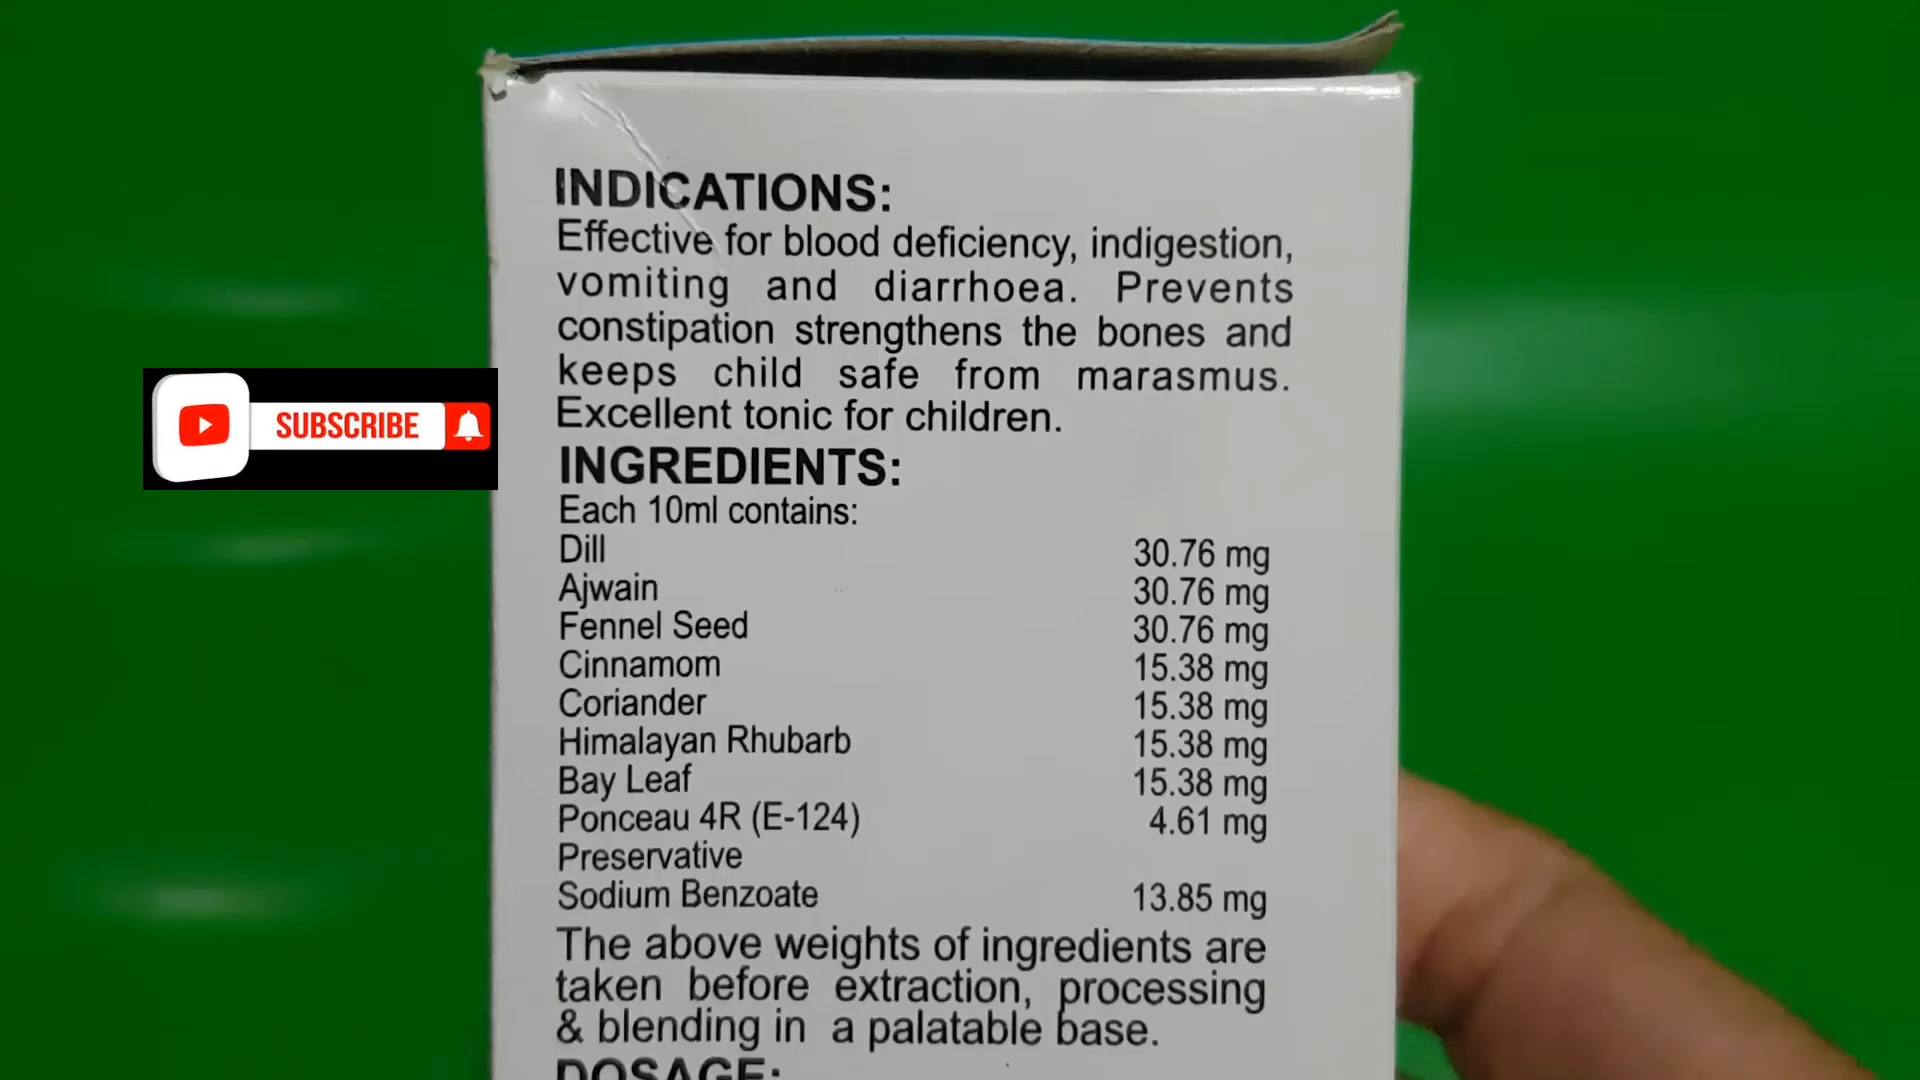 INDICATIONS:
Effective for blood deficiency, indigestion,
vomiting and diarrhoea. Prevents
constipation strengthens the bones and
keeps child safe from marasmus.
Excellent tonic for children.
SUBSCRIBE
INGREDIENTS:
Each 10ml contains:
Dill 30.76 mg
Ajwain 30.76 mg
Fennel Seed 30.76 mg
Cinnamom 15.38 mg
Coriander 15.38 mg
Himalayan Rhubarb 15.38 mg
Bay Leaf 15.38 mg
Ponceau 4R (E-124) 4.61 mg
Preservative
Sodium Benzoate 13.85 mg
The above weights of ingredients are
taken before extraction, processing
& blending in a palatable base.
DOSAGE: